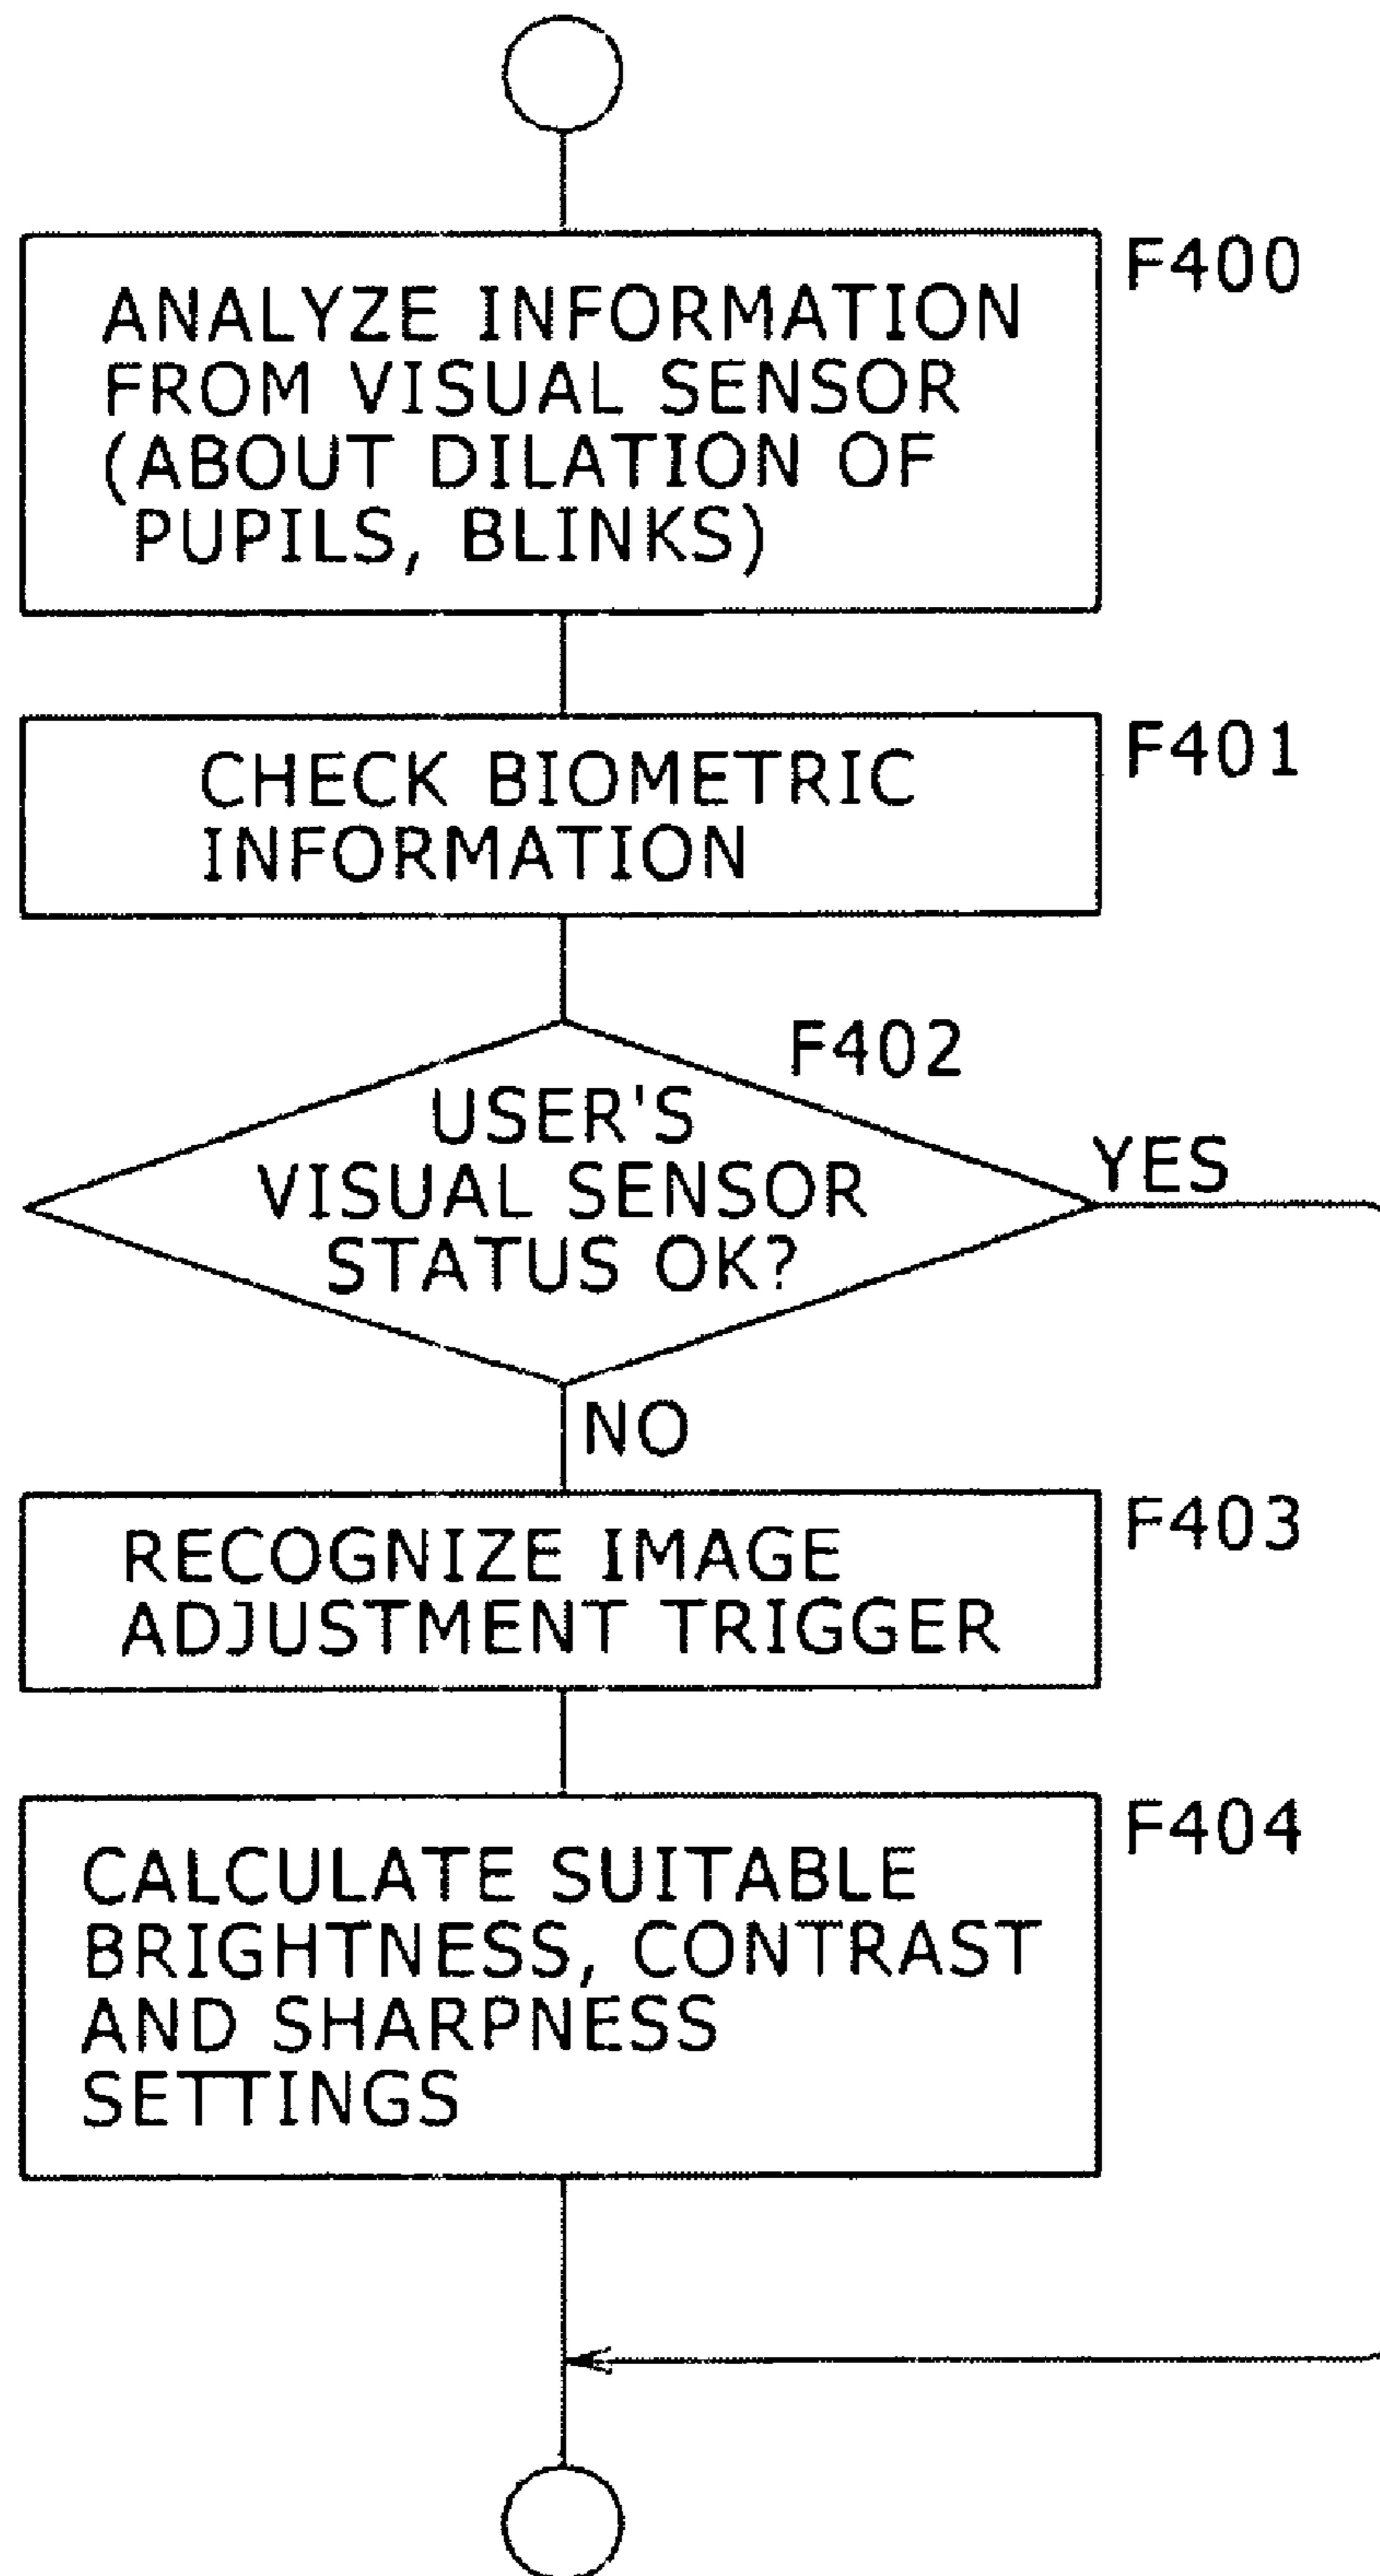 F400
ANALYZE INFORMATION
FROM VISUAL SENSOR
(ABOUT DILATION OF
PUPILS, BLINKS)
F401
CHECK BIOMETRIC
INFORMATION
F402
USER'S
VISUAL SENSOR
STATUS OK?
YES
NO
F403
RECOGNIZE IMAGE
ADJUSTMENT TRIGGER
F404
CALCULATE SUITABLE
BRIGHTNESS, CONTRAST
AND SHARPNESS
SETTINGS